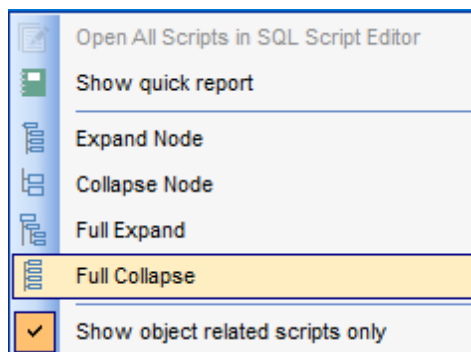 Open All Scripts in SQL Script Editor
Show quick report
Expand Node
Collapse Node
Full Expand
Full Collapse
Show object related scripts only